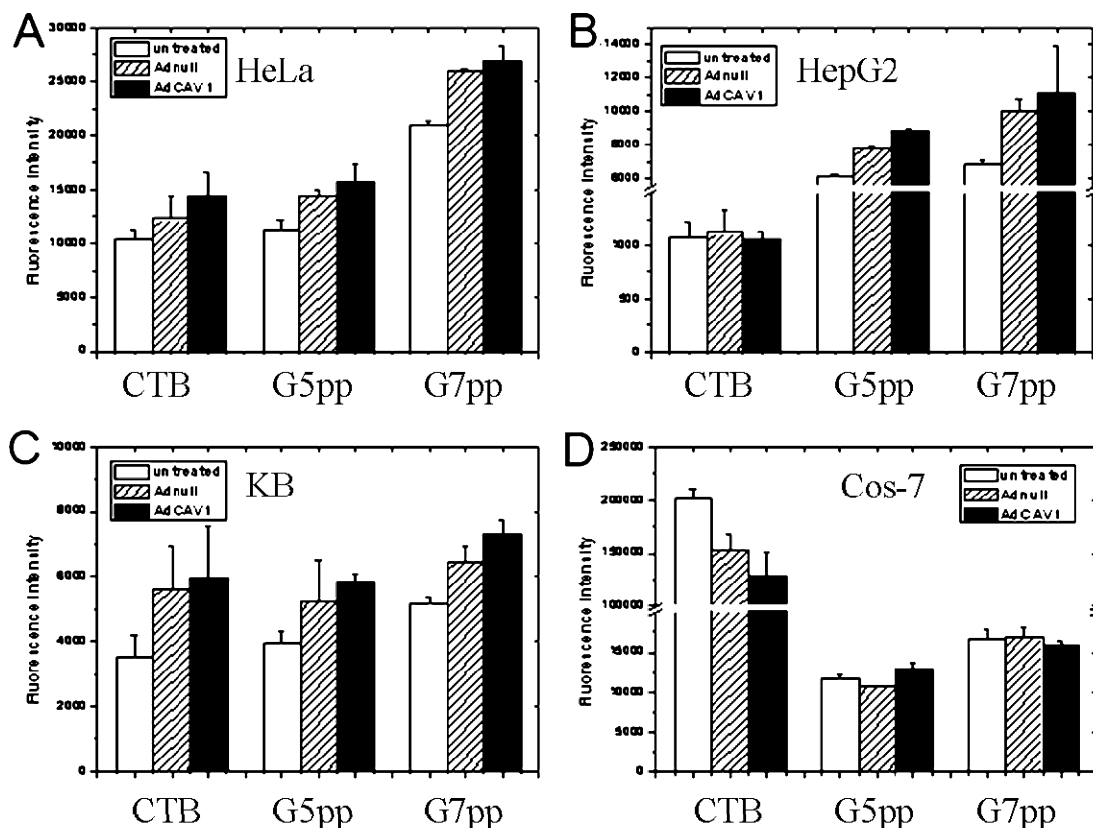 A
HeLa
untreated
Adnull
AdCAV1
Fluorescence Intensity
30000
25000
20000
15000
10000
5000
0
CTB G5pp G7pp
B
HepG2
untreated
Adnull
AdCAV1
Fluorescence Intensity
14000
12000
10000
8000
6000
500
0
CTB G5pp G7pp
C
KB
untreated
Adnull
AdCAV1
Fluorescence Intensity
10000
8000
6000
4000
2000
0
CTB G5pp G7pp
D
Cos-7
untreated
Adnull
AdCAV1
Fluorescence Intensity
250000
200000
150000
100000
15000
10000
5000
0
CTB G5pp G7pp